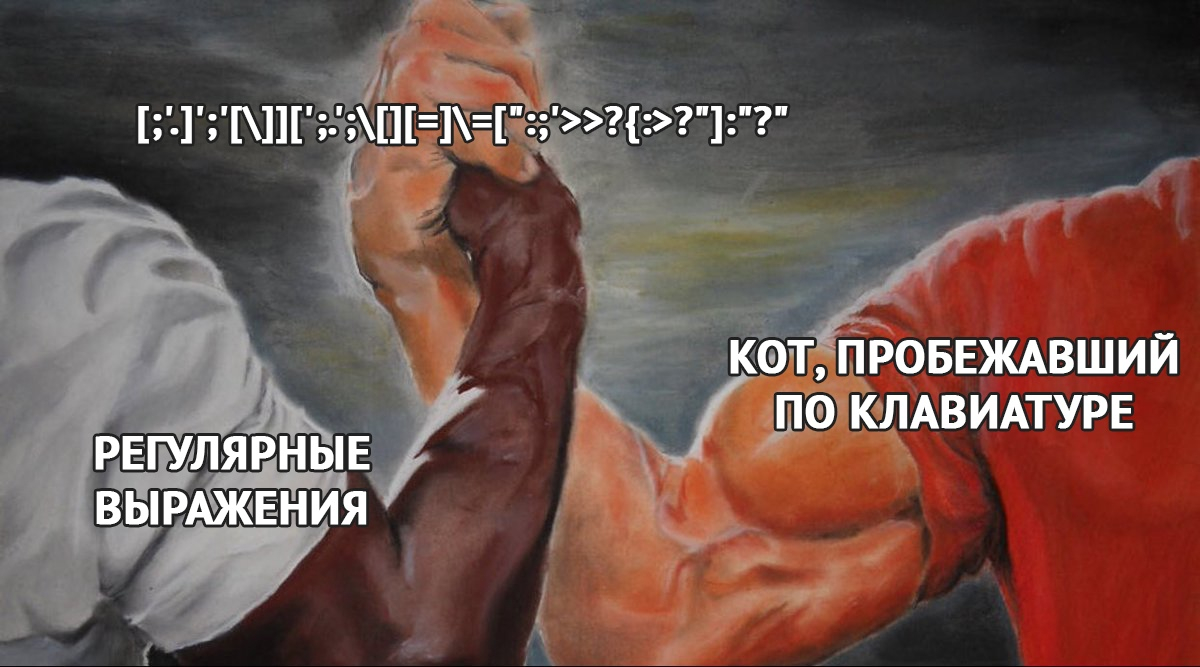 [;'.]';'[\]][';.';\[][=]\=[":;'>>?{:>?"]:"?"
КОТ, ПРОБЕЖАВШИЙ
ПО КЛАВИАТУРЕ
РЕГУЛЯРНЫЕ
ВЫРАЖЕНИЯ